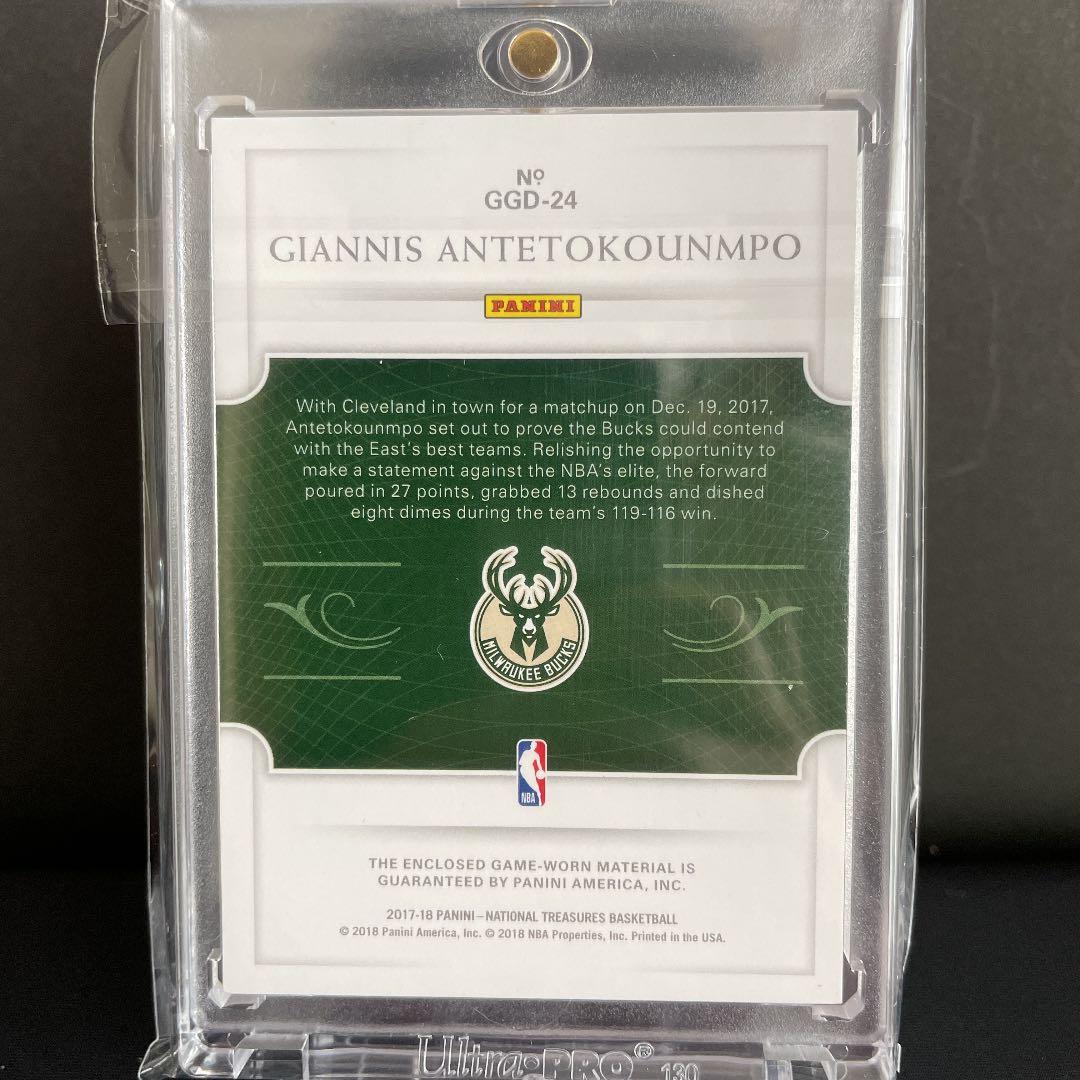 Nº
GGD-24
GIANNIS ANTETOKOUNMPO
PANINI
With Cleveland in town for a matchup on Dec. 19, 2017,
Antetokounmpo set out to prove the Bucks could contend
with the East's best teams. Relishing the opportunity to
make a statement against the NBA's elite, the forward
poured in 27 points, grabbed 13 rebounds and dished
eight dimes during the team's 119-116 win.
MILWAUKEE BUCKS
NBA
THE ENCLOSED GAME-WORN MATERIAL IS
GUARANTEED BY PANINI AMERICA, INC.
2017-18 PANINI–NATIONAL TREASURES BASKETBALL
© 2018 Panini America, Inc. © 2018 NBA Properties, Inc. Printed in the USA.
Ultra•PRO® 130